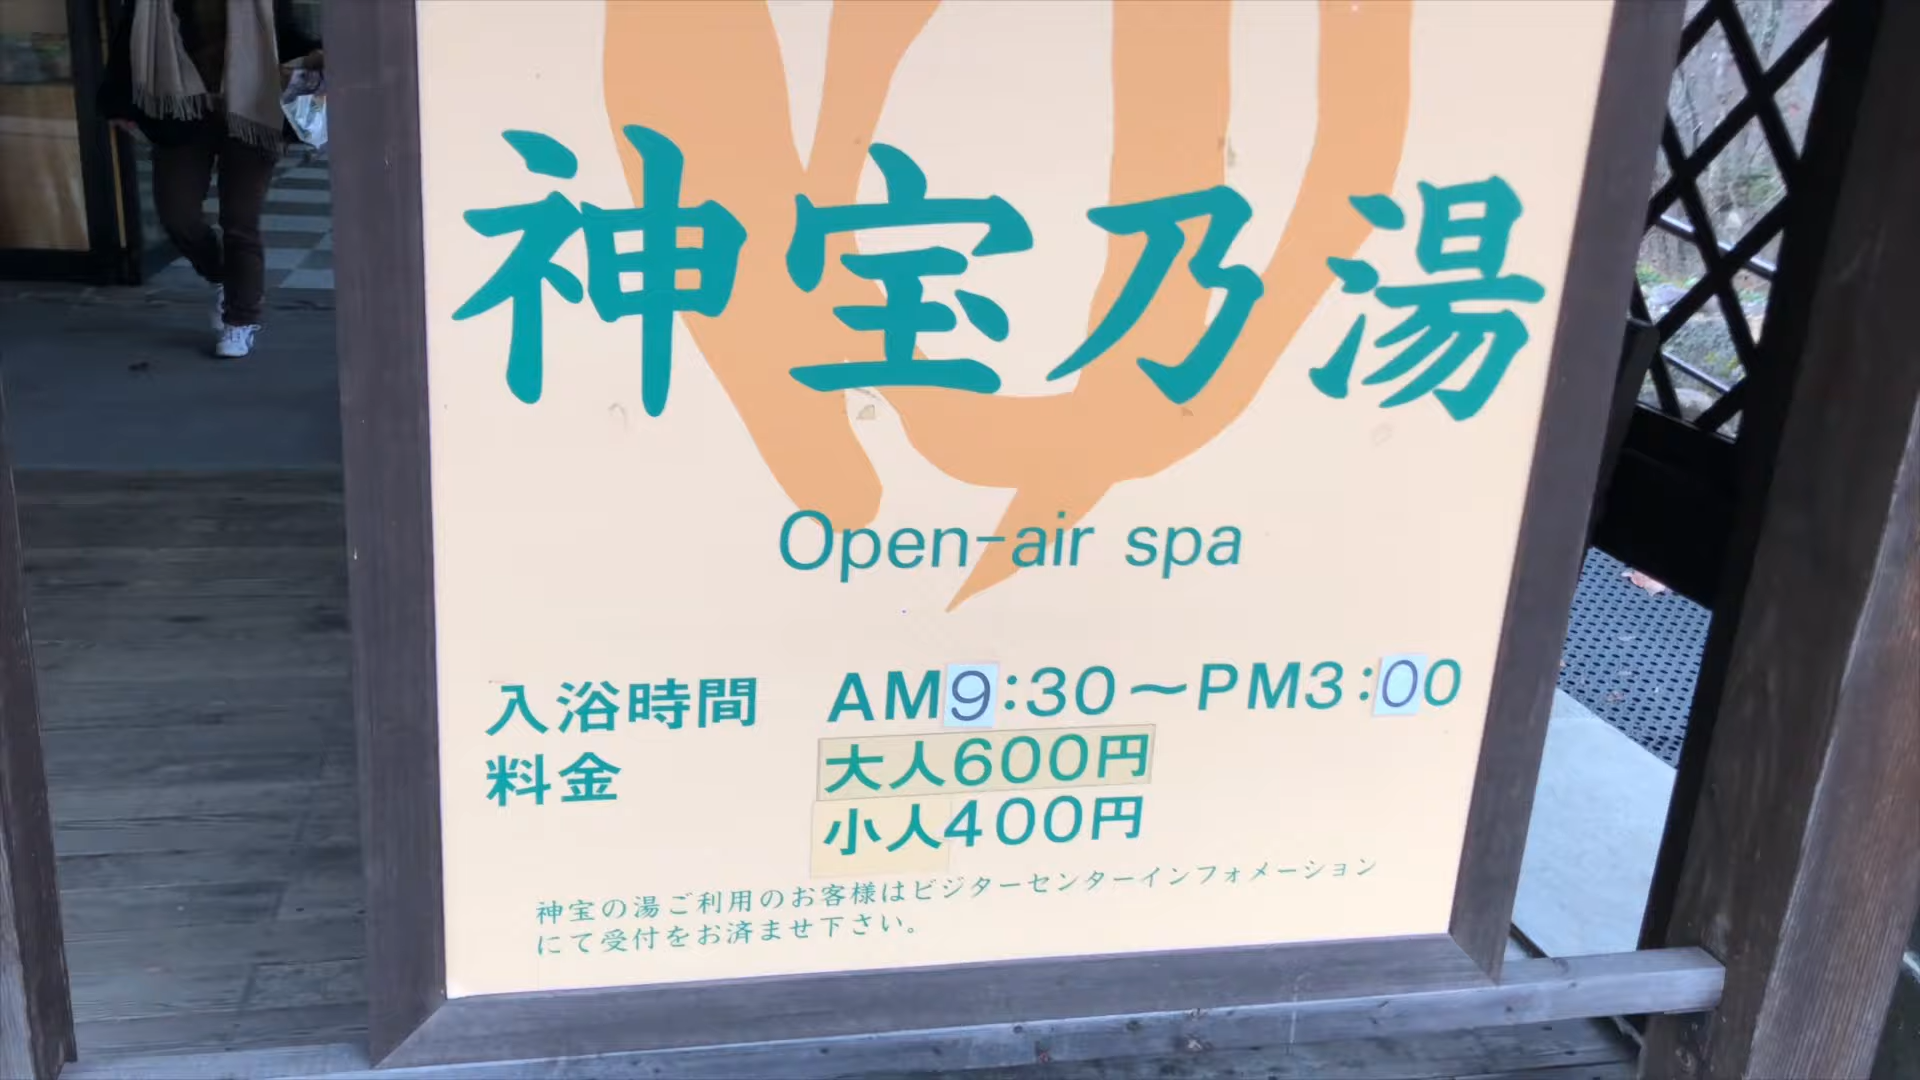 神宝乃湯
Open-air spa
入浴時間 AM9:30～PM3:00
料金 大人600円
小人400円
神宝の湯ご利用のお客様はビジターセンターインフォメーション
にて受付をお済ませ下さい。